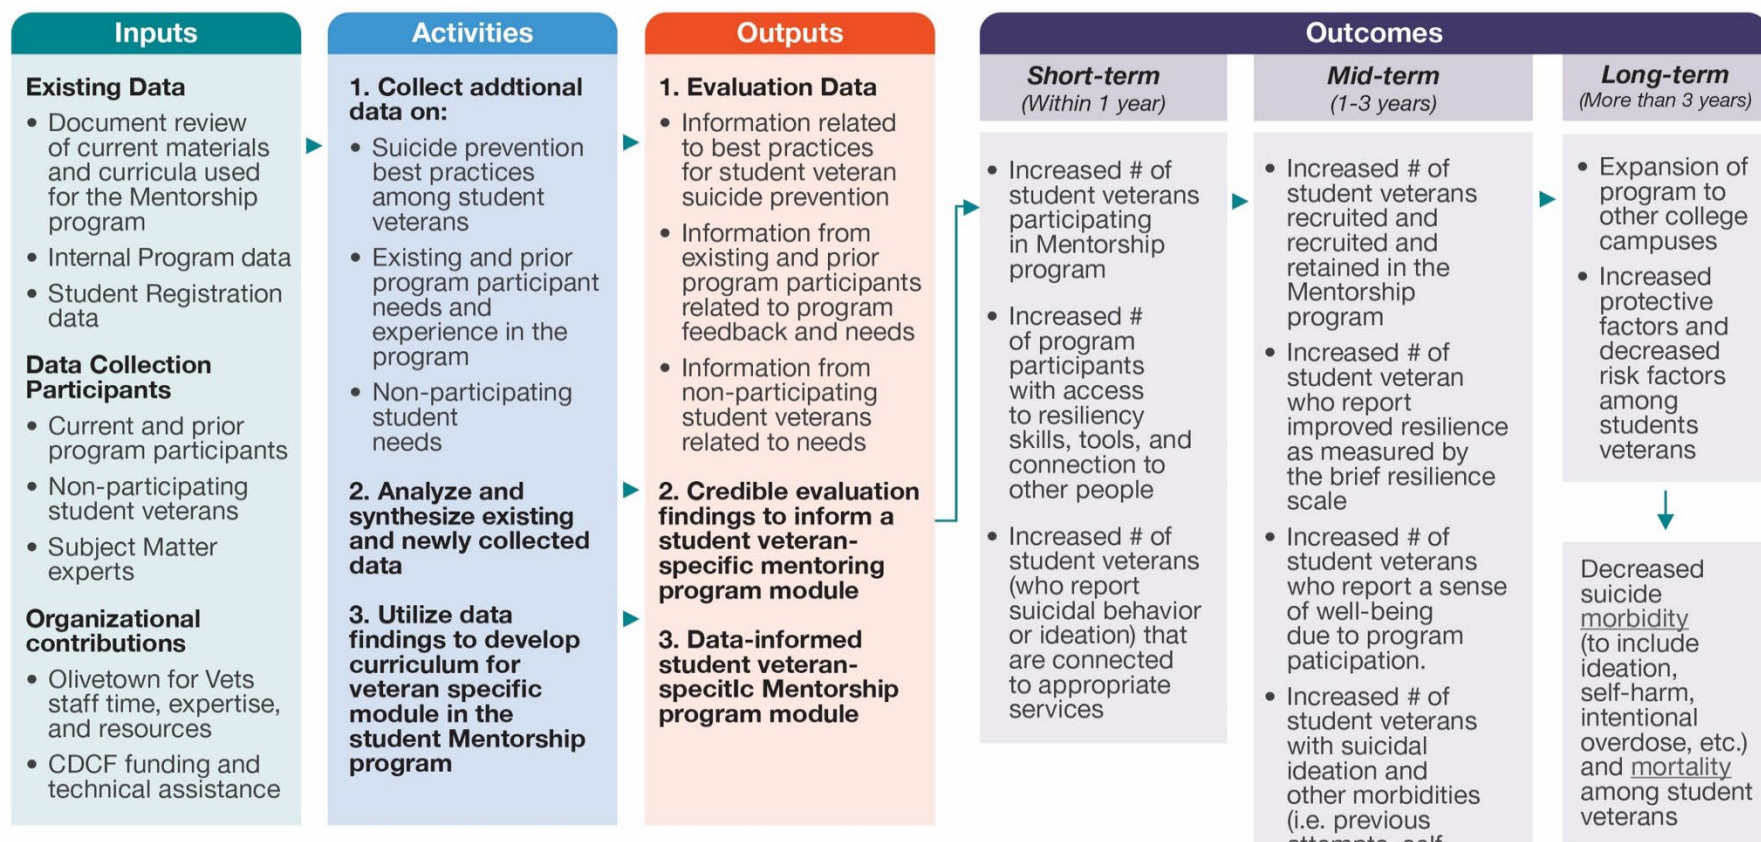 Inputs
Existing Data
• Document review
of current materials
and curricula used
for the Mentorship
program
• Internal Program data
• Student Registration
data
Data Collection
Participants
• Current and prior
program participants
• Non-participating
student veterans
• Subject Matter
experts
Organizational
contributions
• Olivetown for Vets
staff time, expertise,
and resources
• CDCF funding and
technical assistance
Activities
1. Collect addtional
data on:
• Suicide prevention
best practices
among student
veterans
• Existing and prior
program participant
needs and
experience in the
program
• Non-participating
student
needs
2. Analyze and
synthesize existing
and newly collected
data
3. Utilize data
findings to develop
curriculum for
veteran specific
module in the
student Mentorship
program
Outputs
1. Evaluation Data
• Information related
to best practices
for student veteran
suicide prevention
• Information from
existing and prior
program participants
related to program
feedback and needs
• Information from
non-participating
student veterans
related to needs
2. Credible evaluation
findings to inform a
student veteran-
specific mentoring
program module
3. Data-informed
student veteran-
specitIc Mentorship
program module
Outcomes
Short-term
(Within 1 year)
• Increased # of
student veterans
participating
in Mentorship
program
• Increased #
of program
participants
with access
to resiliency
skills, tools, and
connection to
other people
• Increased # of
student veterans
(who report
suicidal behavior
or ideation) that
are connected
to appropriate
services
Mid-term
(1-3 years)
• Increased # of
student veterans
recruited and
recruited and
retained in the
Mentorship
program
• Increased # of
student veteran
who report
improved resilience
as measured by
the brief resilience
scale
• Increased # of
student veterans
who report a sense
of well-being
due to program
paticipation.
• Increased # of
student veterans
with suicidal
ideation and
other morbidities
(i.e. previous
Long-term
(More than 3 years)
• Expansion of
program to
other college
campuses
• Increased
protective
factors and
decreased
risk factors
among
students
veterans
Decreased
suicide
morbidity
(to include
ideation,
self-harm,
intentional
overdose, etc.)
and mortality
among student
veterans